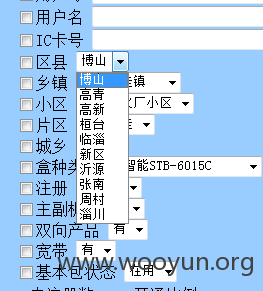 用户名
IC卡号
区县 博山
博山
乡镇 镇
高青
小区 厂小区
高新
片区
桓台
城乡
临淄
新区
盒种类 智能STB-6015C
沂源
注册
张南
周村
主副机
淄川
双向产品 有
宽带 有
www.wooyun.org
基本包状态 在用